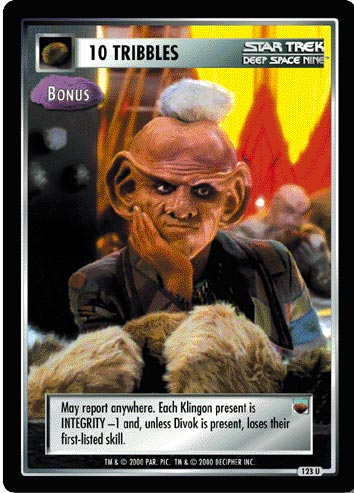 10 TRIBBLES
STAR TREK
DEEP SPACE NINE™
BONUS
May report anywhere. Each Klingon present is
INTEGRITY –1 and, unless Divok is present, loses their
first-listed skill.
TM & © 2000 PAR. PIC. TM & © 2000 DECIPHER INC.
123 U